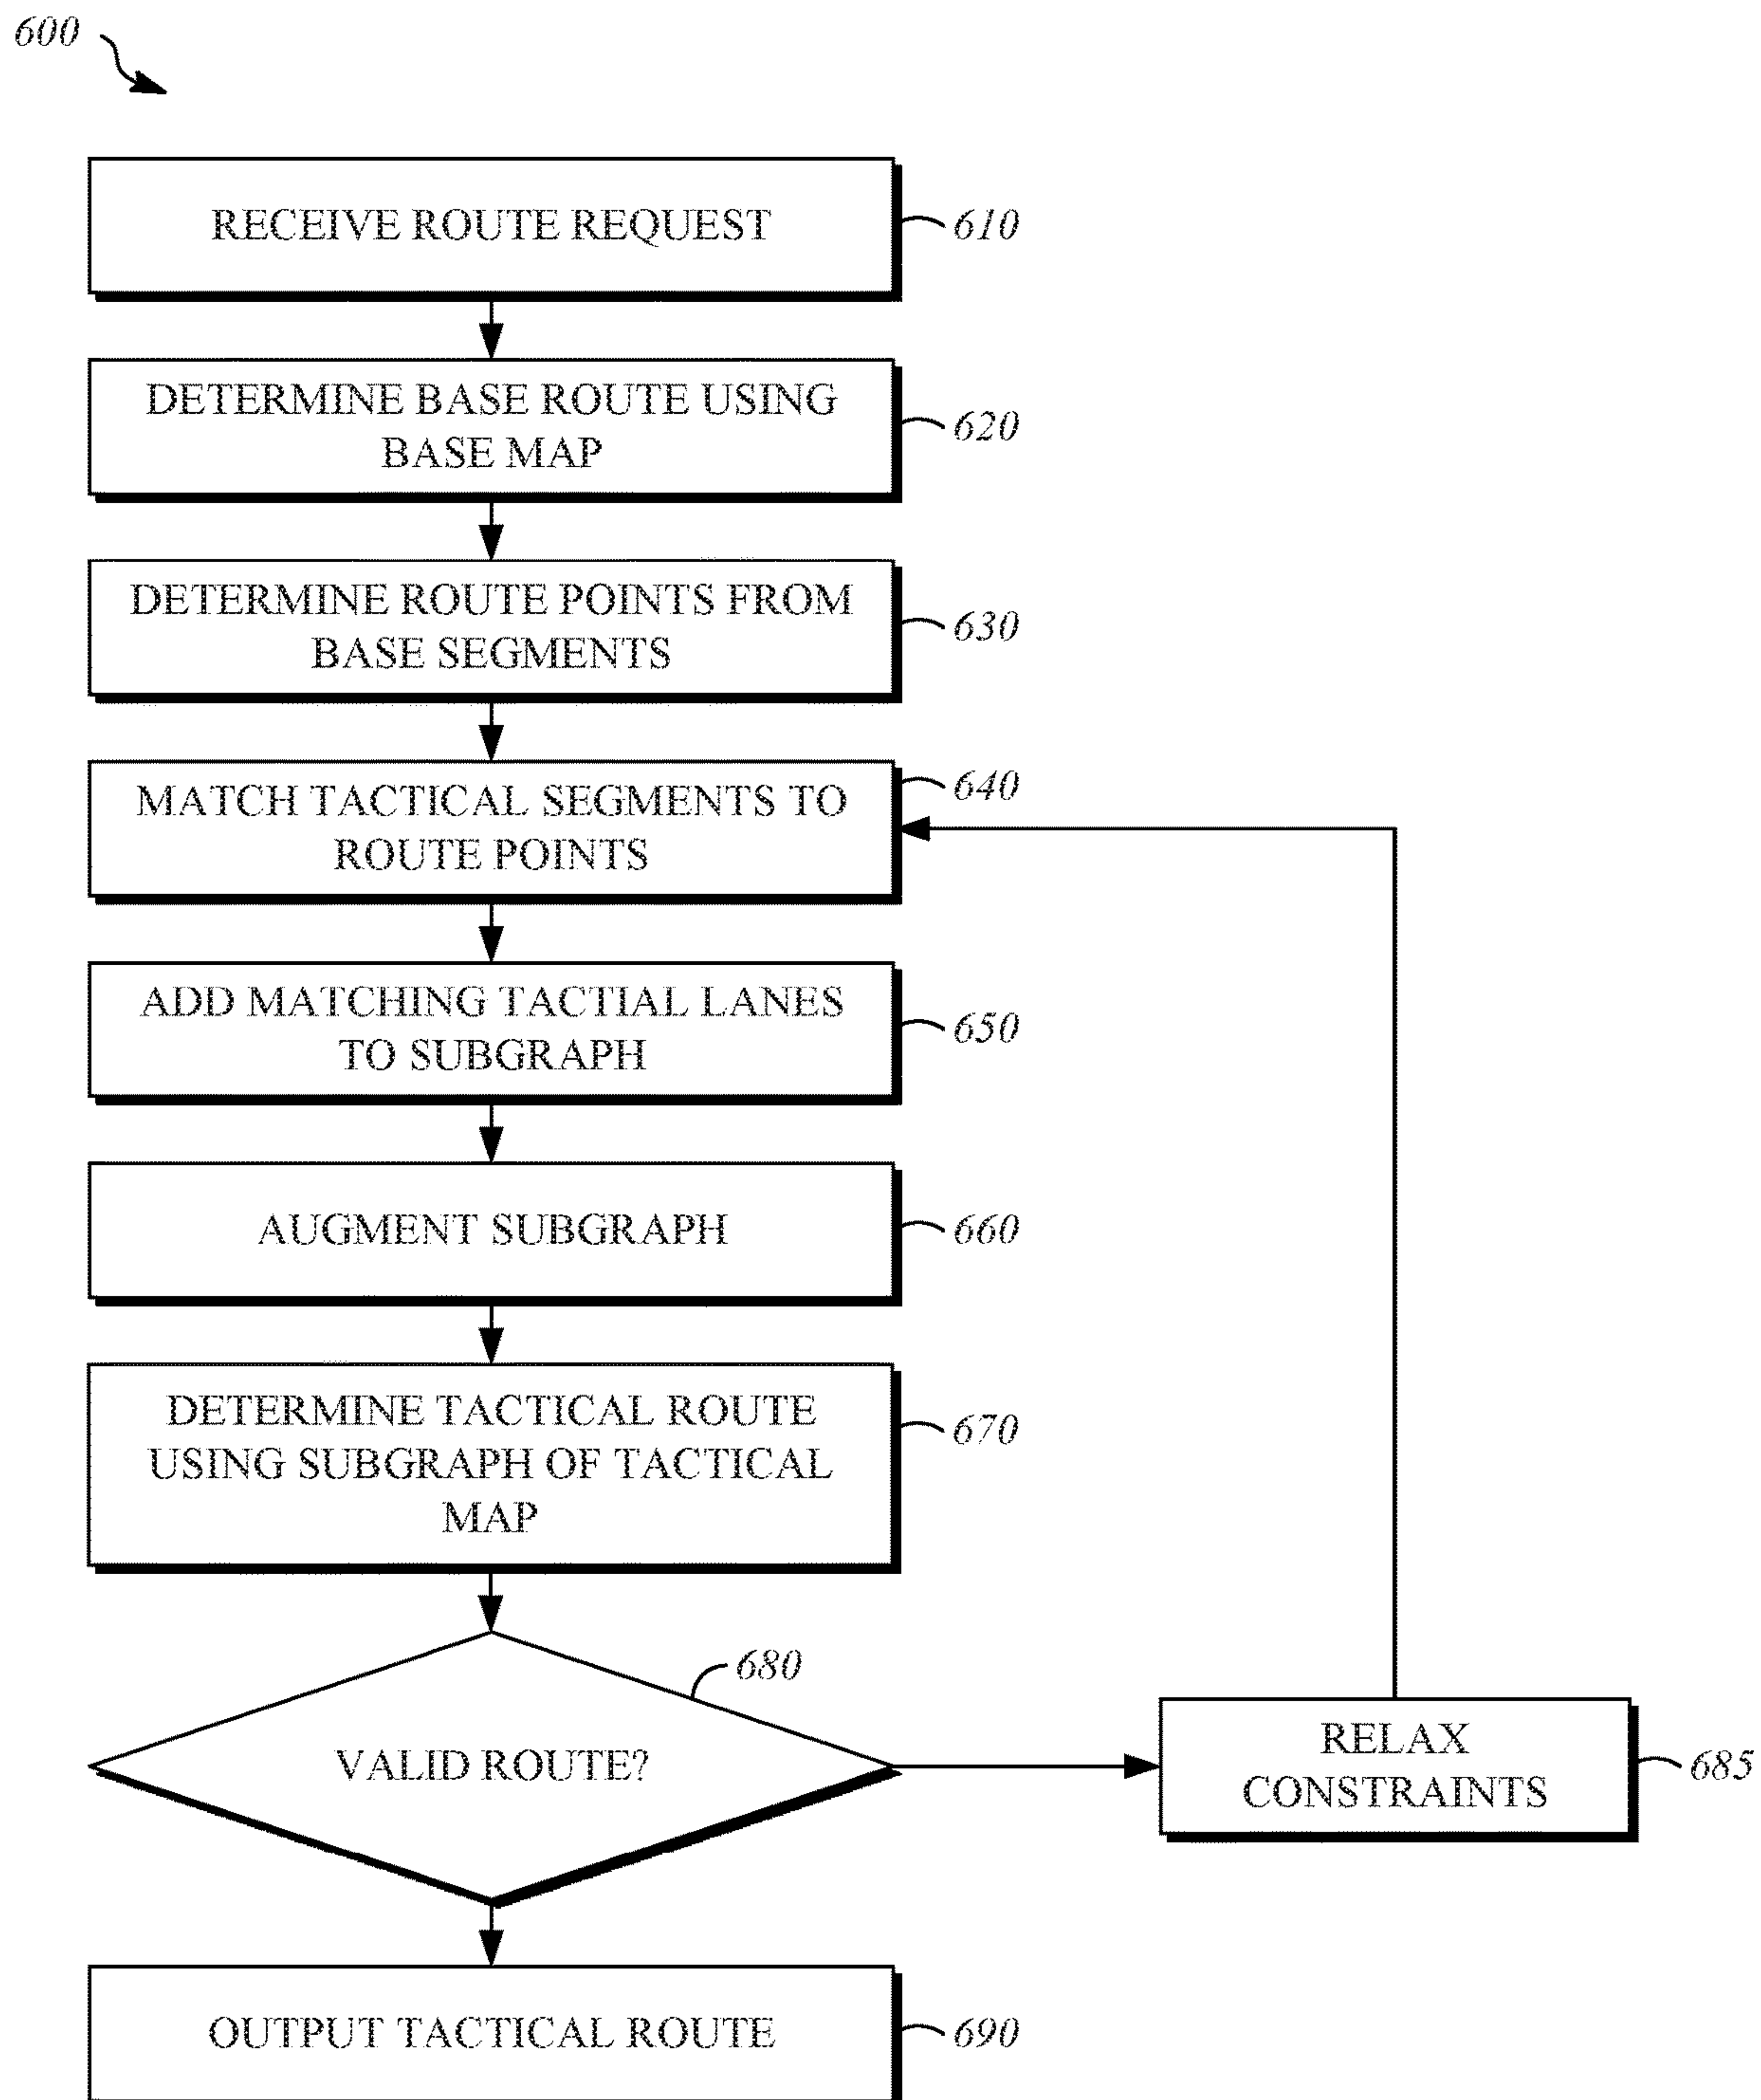 600
RECEIVE ROUTE REQUEST
610
DETERMINE BASE ROUTE USING
BASE MAP
620
DETERMINE ROUTE POINTS FROM
BASE SEGMENTS
630
MATCH TACTICAL SEGMENTS TO
ROUTE POINTS
640
ADD MATCHING TACTIAL LANES
TO SUBGRAPH
650
AUGMENT SUBGRAPH
660
DETERMINE TACTICAL ROUTE
USING SUBGRAPH OF TACTICAL
MAP
670
VALID ROUTE?
680
RELAX
CONSTRAINTS
685
OUTPUT TACTICAL ROUTE
690